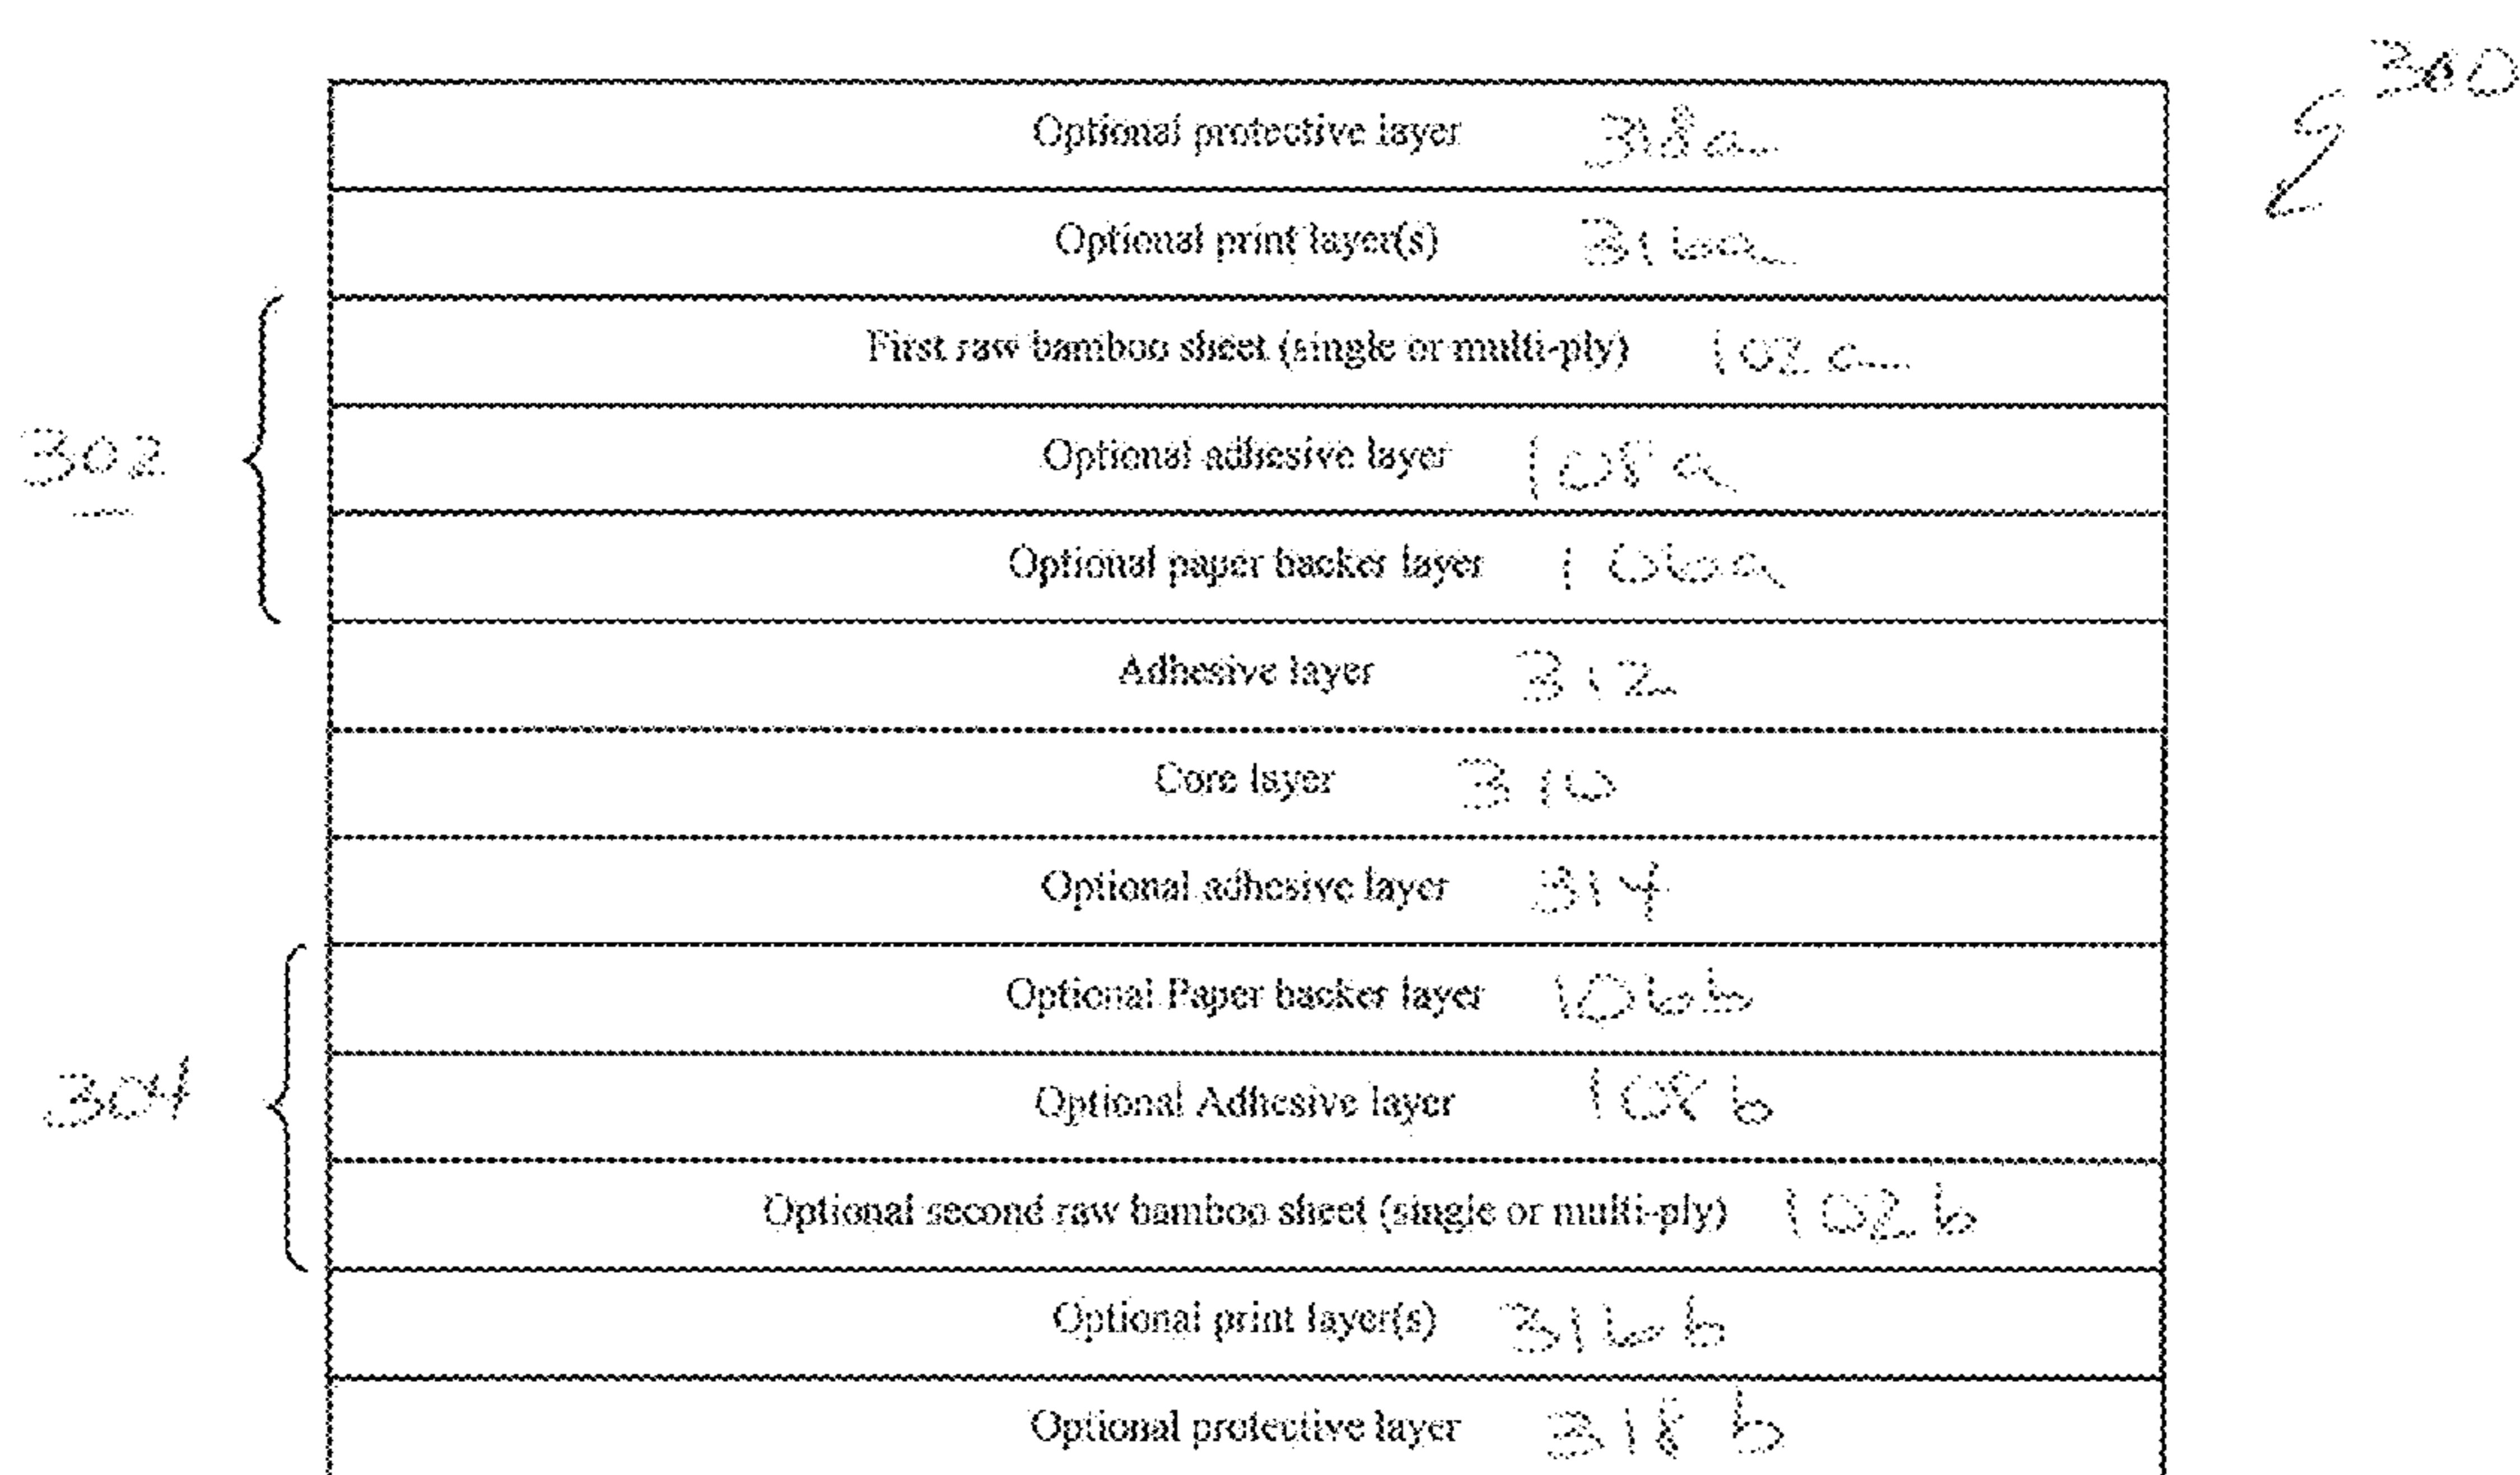 300
Optional protective layer 318a
Optional print layer(s) 316a
First raw bamboo sheet (single or multi-ply) 102a
302
Optional adhesive layer 108a
Optional paper backer layer 106a
Adhesive layer 312
Core layer 310
Optional adhesive layer 314
Optional Paper backer layer 106b
304
Optional Adhesive layer 108b
Optional second raw bamboo sheet (single or multi-ply) 102b
Optional print layer(s) 316b
Optional protective layer 318b